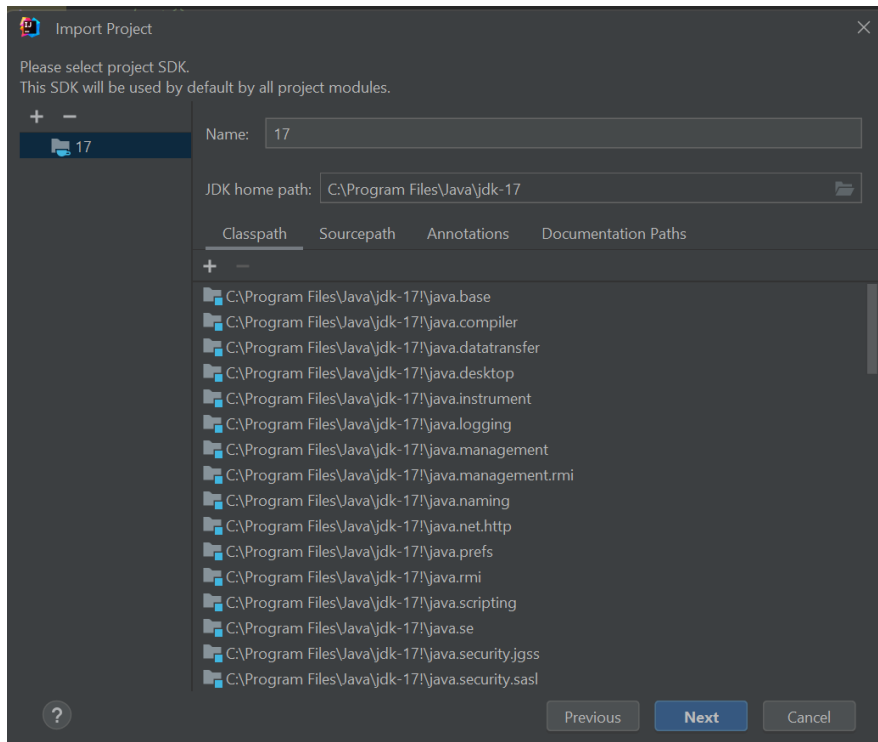 Import Project
Please select project SDK.
This SDK will be used by default by all project modules.
17
Name: 17
JDK home path: C:\Program Files\Java\jdk-17
Classpath Sourcepath Annotations Documentation Paths
C:\Program Files\Java\jdk-17!\java.base
C:\Program Files\Java\jdk-17!\java.compiler
C:\Program Files\Java\jdk-17!\java.datatransfer
C:\Program Files\Java\jdk-17!\java.desktop
C:\Program Files\Java\jdk-17!\java.instrument
C:\Program Files\Java\jdk-17!\java.logging
C:\Program Files\Java\jdk-17!\java.management
C:\Program Files\Java\jdk-17!\java.management.rmi
C:\Program Files\Java\jdk-17!\java.naming
C:\Program Files\Java\jdk-17!\java.net.http
C:\Program Files\Java\jdk-17!\java.prefs
C:\Program Files\Java\jdk-17!\java.rmi
C:\Program Files\Java\jdk-17!\java.scripting
C:\Program Files\Java\jdk-17!\java.se
C:\Program Files\Java\jdk-17!\java.security.jgss
C:\Program Files\Java\jdk-17!\java.security.sasl
? Previous Next Cancel